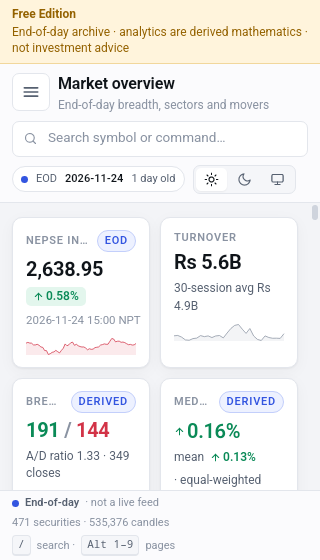 Free Edition
End-of-day archive · analytics are derived mathematics ·
not investment advice
Market overview
End-of-day breadth, sectors and movers
Search symbol or command…
EOD 2026-11-24 1 day old
NEPSE IN… EOD
2,638.95
↑ 0.58%
2026-11-24 15:00 NPT
TURNOVER
Rs 5.6B
30-session avg Rs
4.9B
BRE… DERIVED
191 / 144
A/D ratio 1.33 · 349
closes
MED… DERIVED
↑ 0.16%
mean ↑ 0.13%
· equal-weighted
End-of-day · not a live feed
471 securities · 535,376 candles
/ search · Alt 1–9 pages